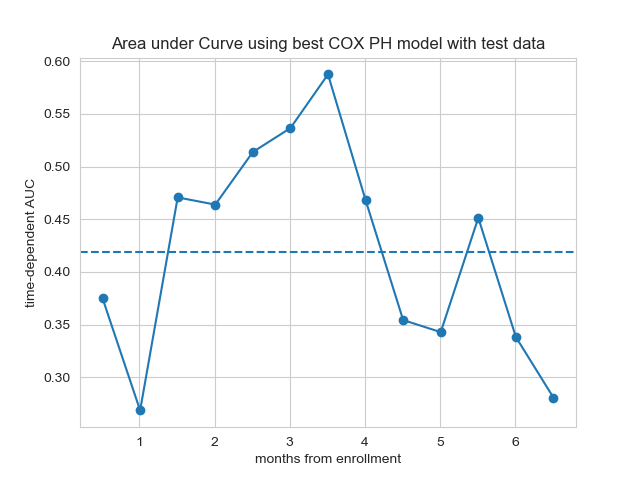 Area under Curve using best COX PH model with test data
0.60
0.55
0.50
0.45
0.40
0.35
0.30
time-dependent AUC
1 2 3 4 5 6
months from enrollment